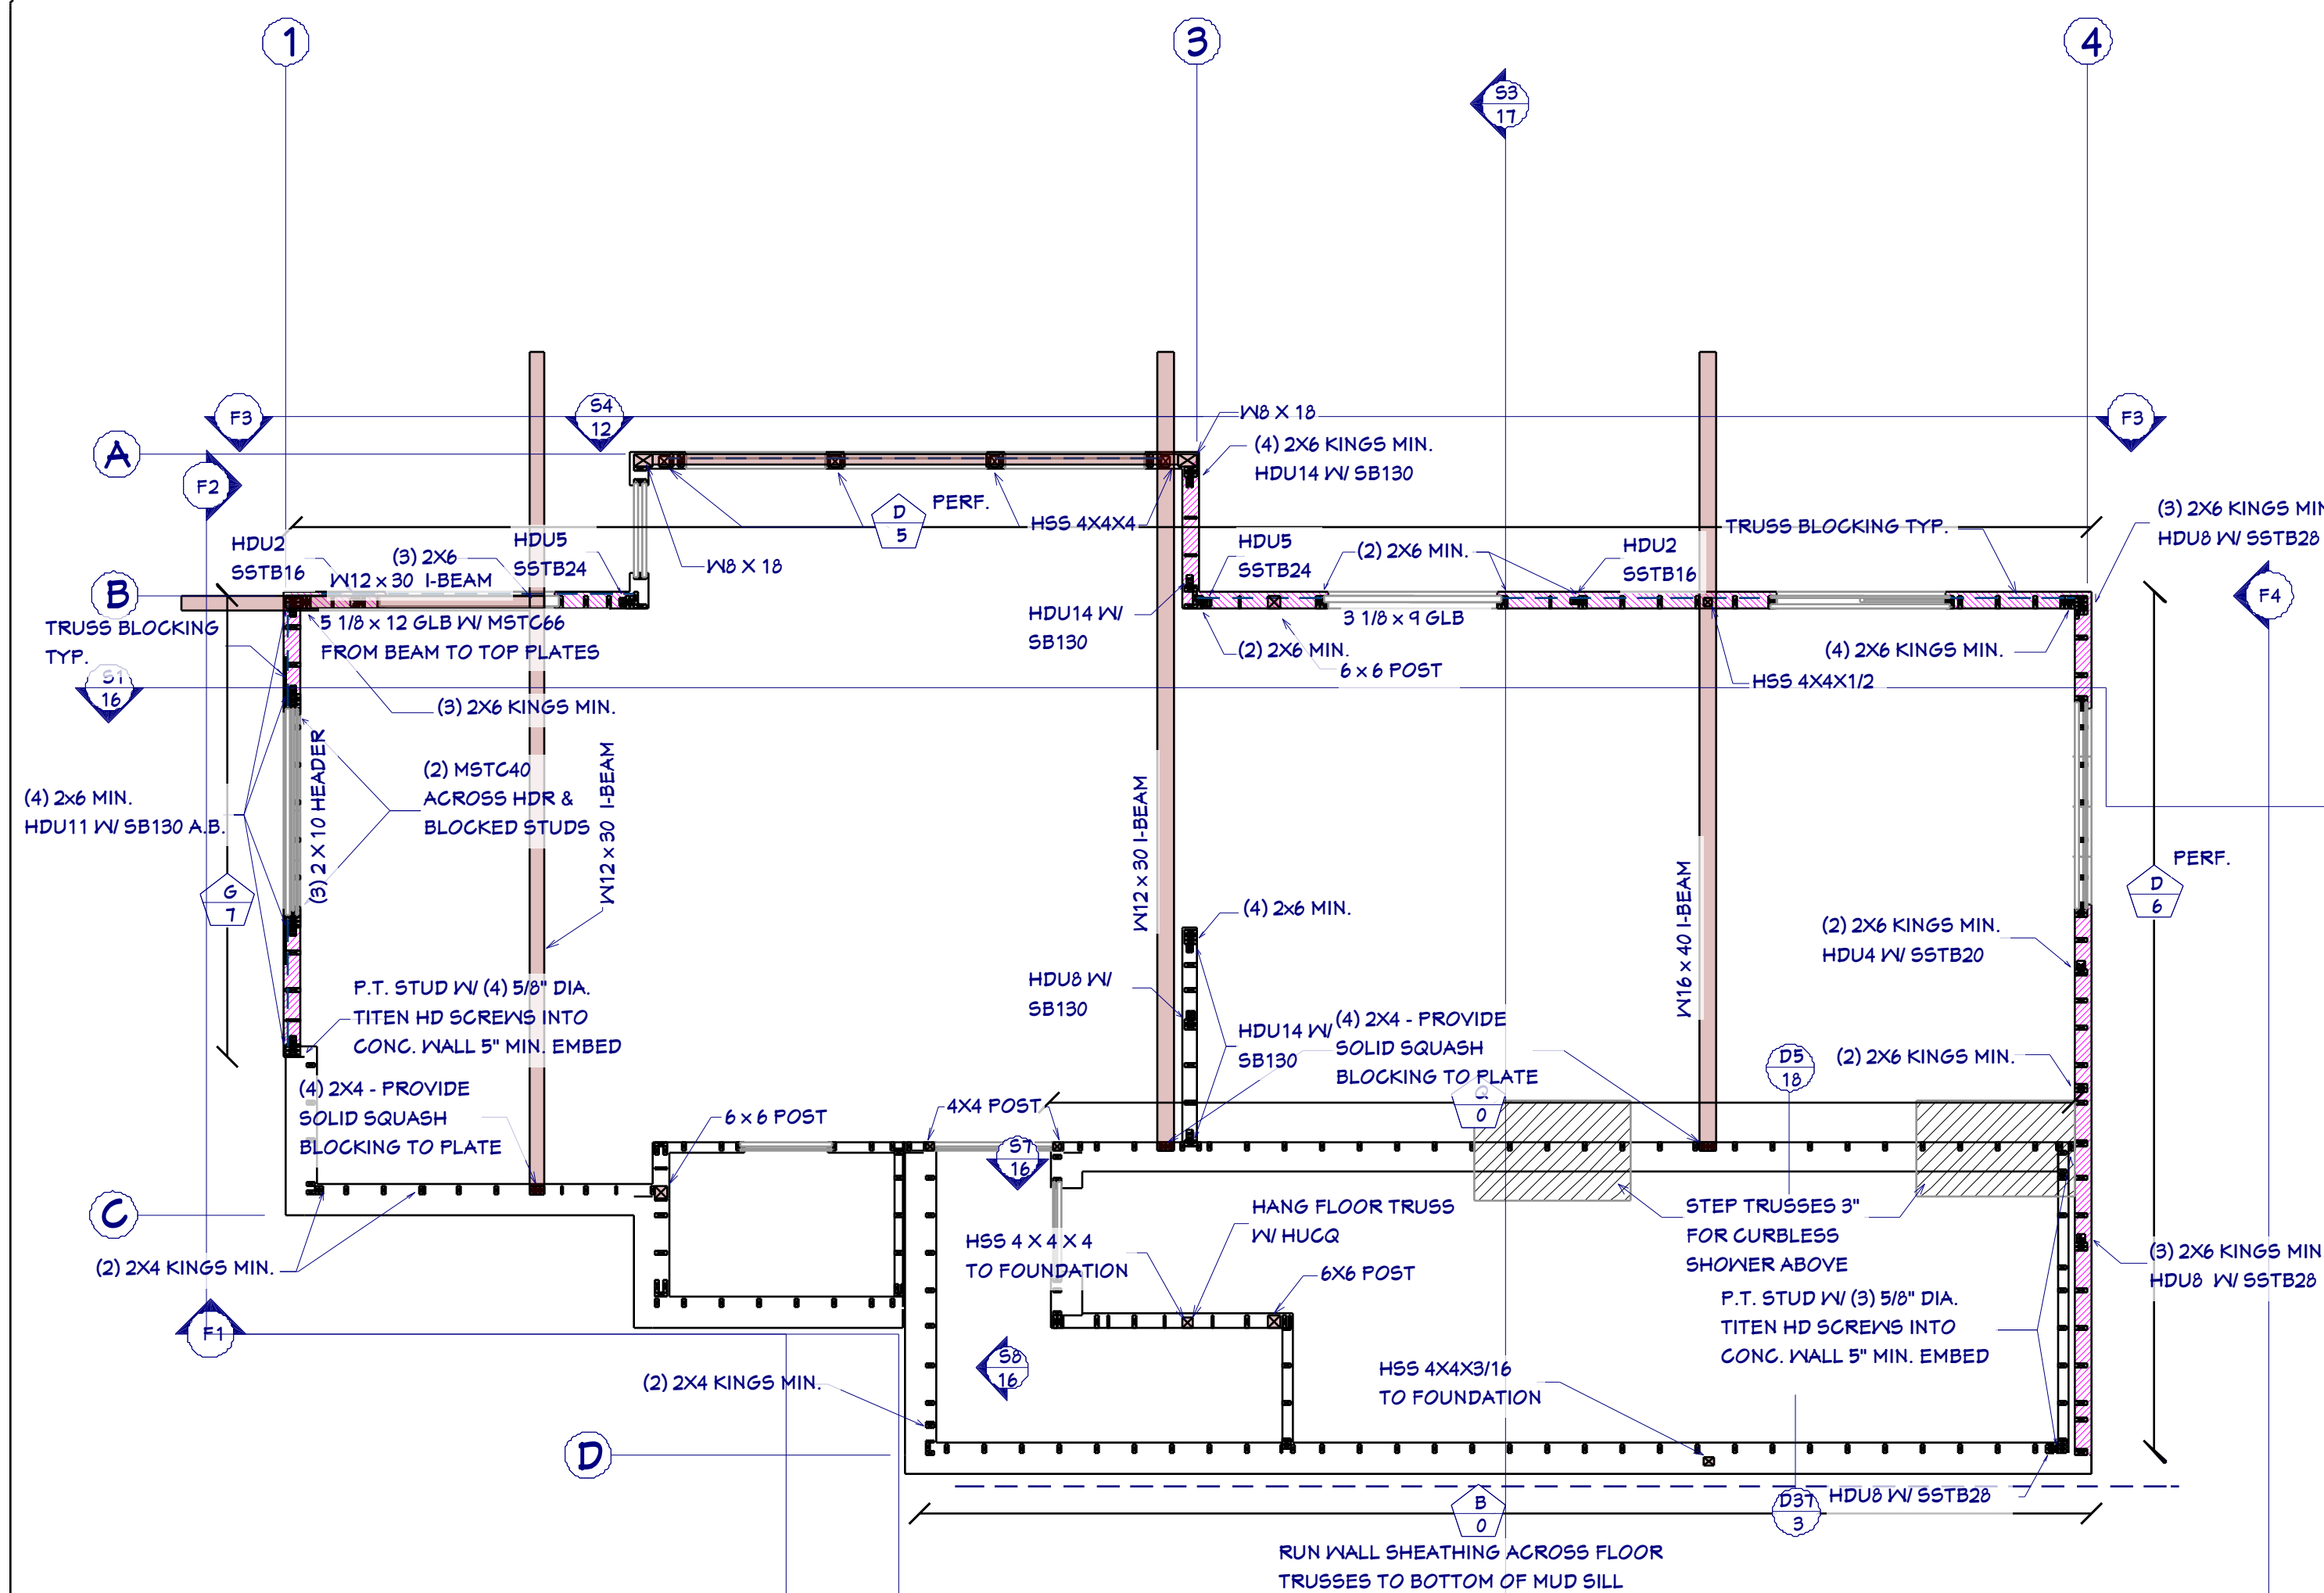 1
3
4
S3
17
F3
S4
12
W8 X 18
(4) 2X6 KINGS MIN.
HDU14 W/ SB130
F3
A
F2
D
5
PERF.
HSS 4X4X4
TRUSS BLOCKING TYP.
(3) 2X6 KINGS MIN
HDU8 W/ SSTB28
HDU2
SSTB16
(3) 2X6
HDU5
SSTB24
W8 X 18
HDU5
SSTB24
(2) 2X6 MIN.
HDU2
SSTB16
W12 x 30 I-BEAM
B
F4
TRUSS BLOCKING
TYP.
5 1/8 x 12 GLB W/ MSTC66
FROM BEAM TO TOP PLATES
HDU14 W/
SB130
3 1/8 x 9 GLB
(2) 2X6 MIN.
6 x 6 POST
(4) 2X6 KINGS MIN.
HSS 4X4X1/2
S1
16
(3) 2X6 KINGS MIN.
(3) 2 X 10 HEADER
(2) MSTC40
ACROSS HDR &
BLOCKED STUDS
W12 x 30 I-BEAM
W12 x 30 I-BEAM
W16 x 40 I-BEAM
(4) 2x6 MIN.
HDU11 W/ SB130 A.B.
G
7
PERF.
D
6
(4) 2x6 MIN.
(2) 2X6 KINGS MIN.
HDU4 W/ SSTB20
P.T. STUD W/ (4) 5/8" DIA.
TITEN HD SCREWS INTO
CONC. WALL 5" MIN. EMBED
HDU8 W/
SB130
HDU14 W/
SB130
(4) 2X4 - PROVIDE
SOLID SQUASH
BLOCKING TO PLATE
D5
18
(2) 2X6 KINGS MIN.
(4) 2X4 - PROVIDE
SOLID SQUASH
BLOCKING TO PLATE
6 x 6 POST
4X4 POST
Q
0
S7
16
C
(2) 2X4 KINGS MIN.
HSS 4 X 4 X 4
TO FOUNDATION
HANG FLOOR TRUSS
W/ HUCQ
6X6 POST
STEP TRUSSES 3"
FOR CURBLESS
SHOWER ABOVE
(3) 2X6 KINGS MIN
HDU8 W/ SSTB28
P.T. STUD W/ (3) 5/8" DIA.
TITEN HD SCREWS INTO
CONC. WALL 5" MIN. EMBED
F1
S8
16
(2) 2X4 KINGS MIN.
HSS 4X4X3/16
TO FOUNDATION
D
B
0
D37
3
HDU8 W/ SSTB28
RUN WALL SHEATHING ACROSS FLOOR
TRUSSES TO BOTTOM OF MUD SILL